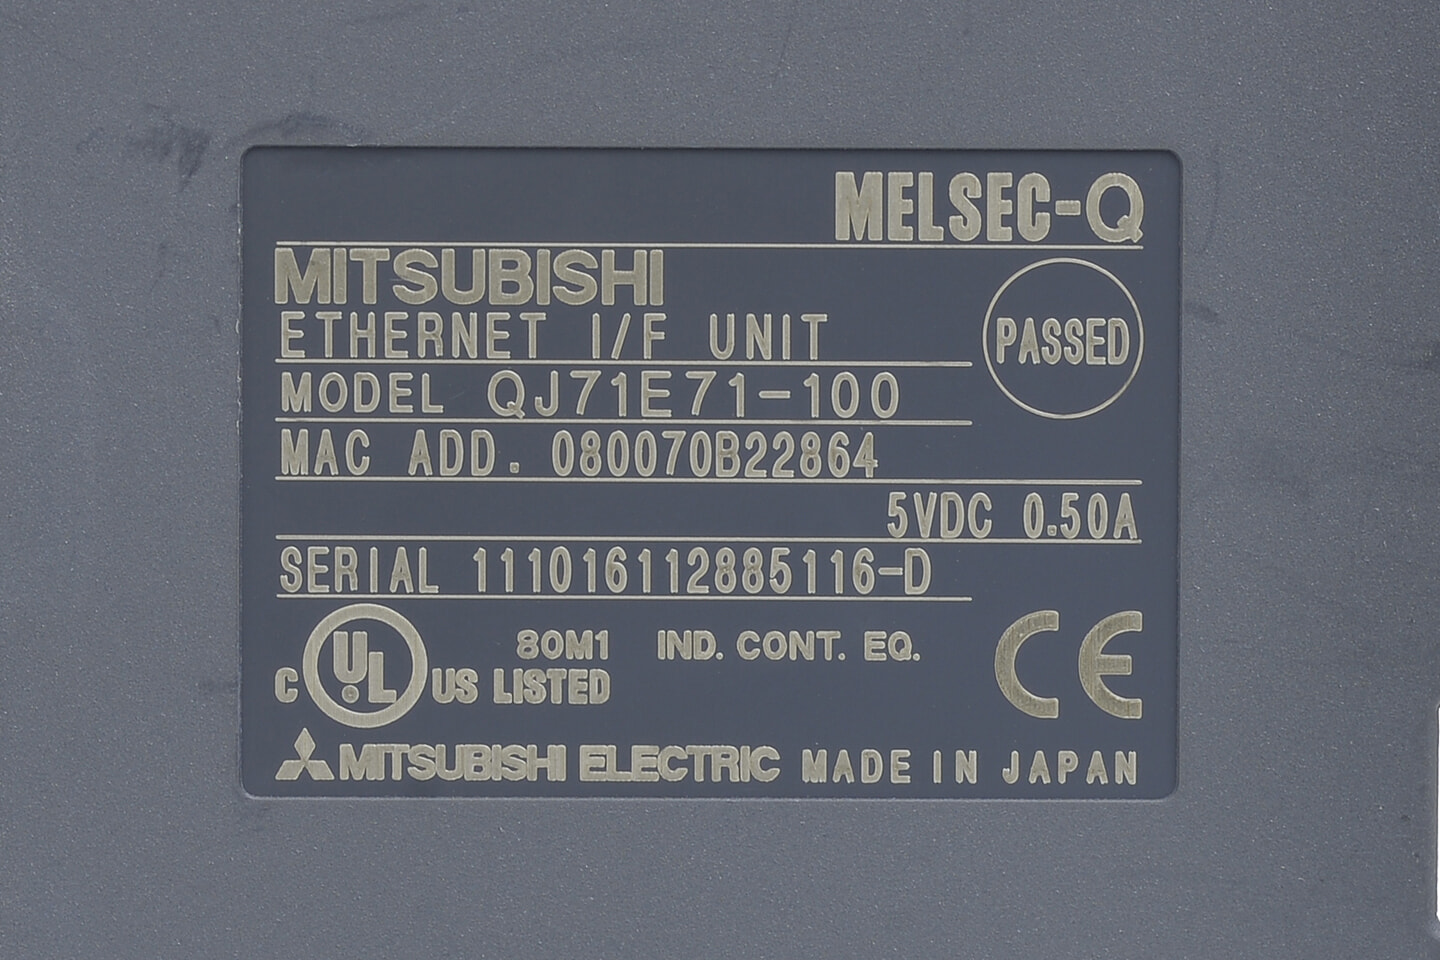 MELSEC-Q
MITSUBISHI
ETHERNET I/F UNIT
PASSED
MODEL QJ71E71-100
MAC ADD. 080070B22864
5VDC 0.50A
SERIAL 111016112885116-D
80M1 IND. CONT. EQ.
C UL US LISTED
CE
MITSUBISHI ELECTRIC MADE IN JAPAN